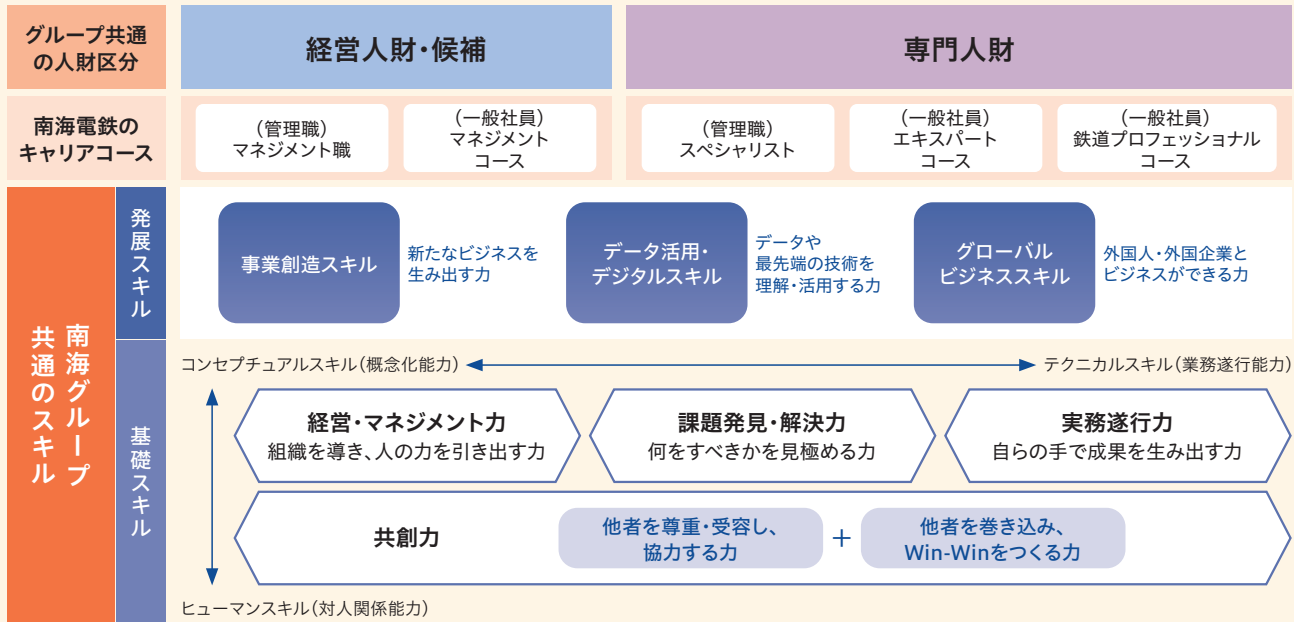 グループ共通
の人財区分
経営人財・候補
専門人財
南海電鉄の
キャリアコース
（管理職）
マネジメント職
（一般社員）
マネジメント
コース
（管理職）
スペシャリスト
（一般社員）
エキスパート
コース
（一般社員）
鉄道プロフェッショナル
コース
南海グループ
共通のスキル
発展スキル
事業創造スキル
新たなビジネスを
生み出す力
データ活用・
デジタルスキル
データや
最先端の技術を
理解・活用する力
グローバル
ビジネススキル
外国人・外国企業と
ビジネスができる力
基礎スキル
コンセプチュアルスキル（概念化能力）
テクニカルスキル（業務遂行能力）
経営・マネジメント力
組織を導き、人の力を引き出す力
課題発見・解決力
何をすべきかを見極める力
実務遂行力
自らの手で成果を生み出す力
共創力
他者を尊重・受容し、
協力する力
+
他者を巻き込み、
Win-Winをつくる力
ヒューマンスキル（対人関係能力）